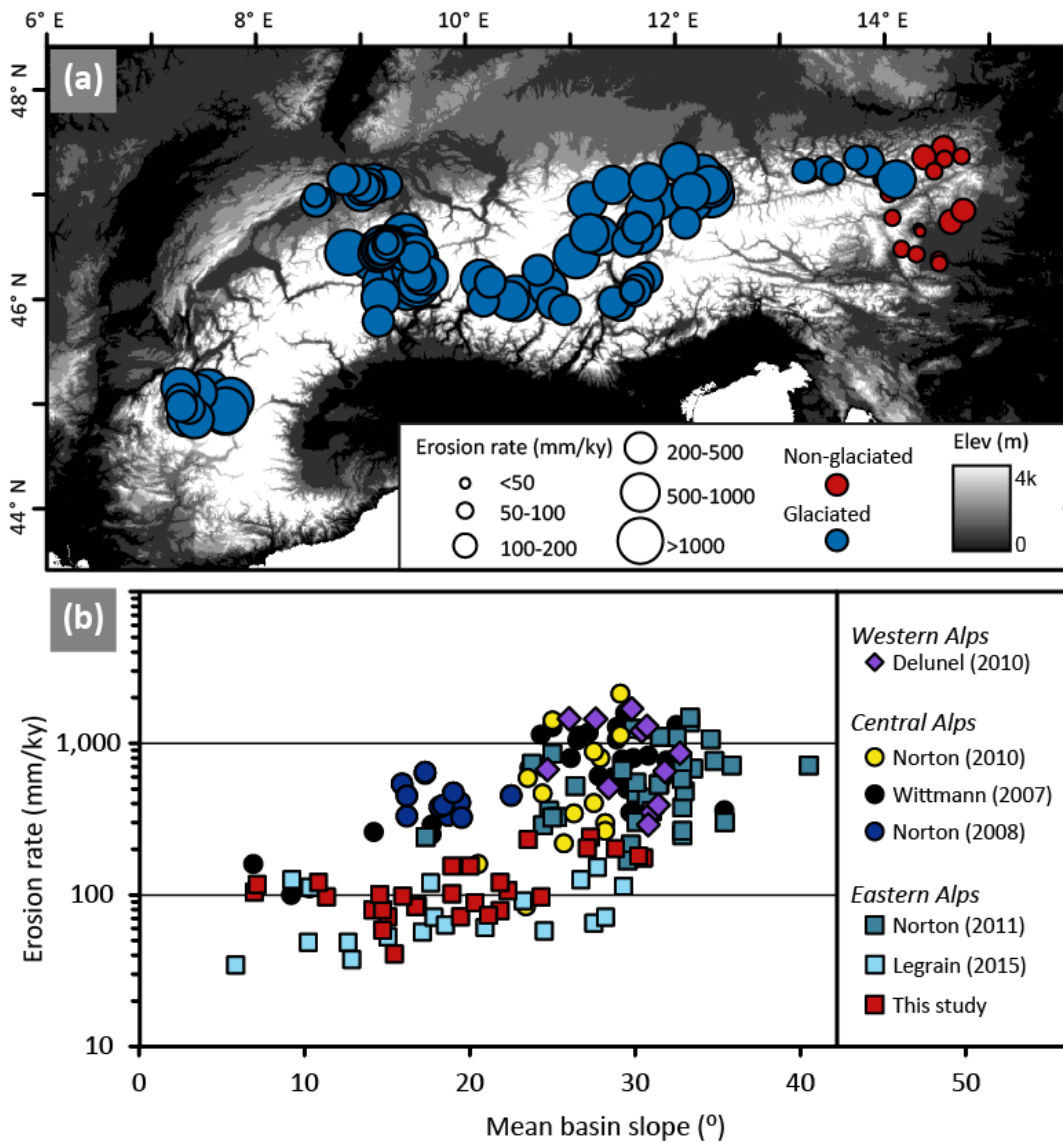 6° E 8° E 10° E 12° E 14° E
(a)
48° N
46° N
44° N
Erosion rate (mm/ky)
<50
50-100
100-200
200-500
500-1000
>1000
Non-glaciated
Glaciated
Elev (m)
4k
0
(b)
Erosion rate (mm/ky)
1,000
100
10
0 10 20 30 40 50
Mean basin slope (°)
Western Alps
Delunel (2010)
Central Alps
Norton (2010)
Wittmann (2007)
Norton (2008)
Eastern Alps
Norton (2011)
Legrain (2015)
This study